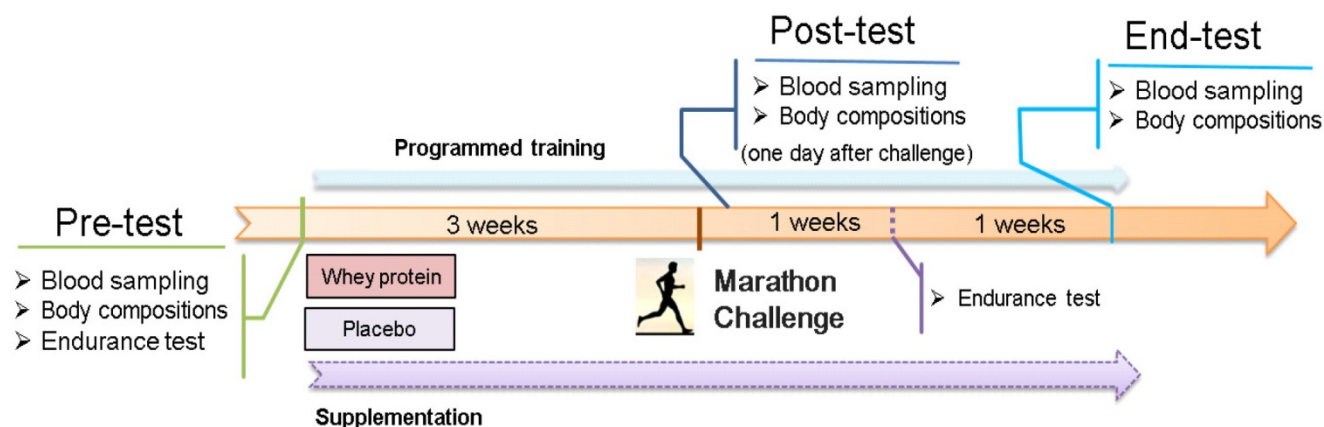 Post-test
➢ Blood sampling
➢ Body compositions
(one day after challenge)
End-test
➢ Blood sampling
➢ Body compositions
Programmed training
Pre-test
➢ Blood sampling
➢ Body compositions
➢ Endurance test
3 weeks
1 weeks
1 weeks
Whey protein
Placebo
Marathon
Challenge
➢ Endurance test
Supplementation